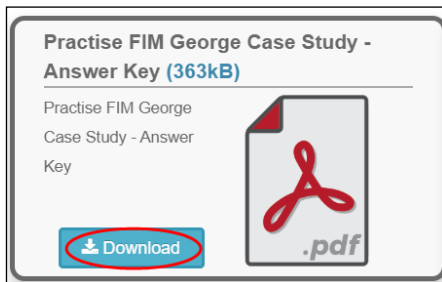 Practise FIM George Case Study -
Answer Key (363kB)
Practise FIM George
Case Study - Answer
Key
Download
.pdf